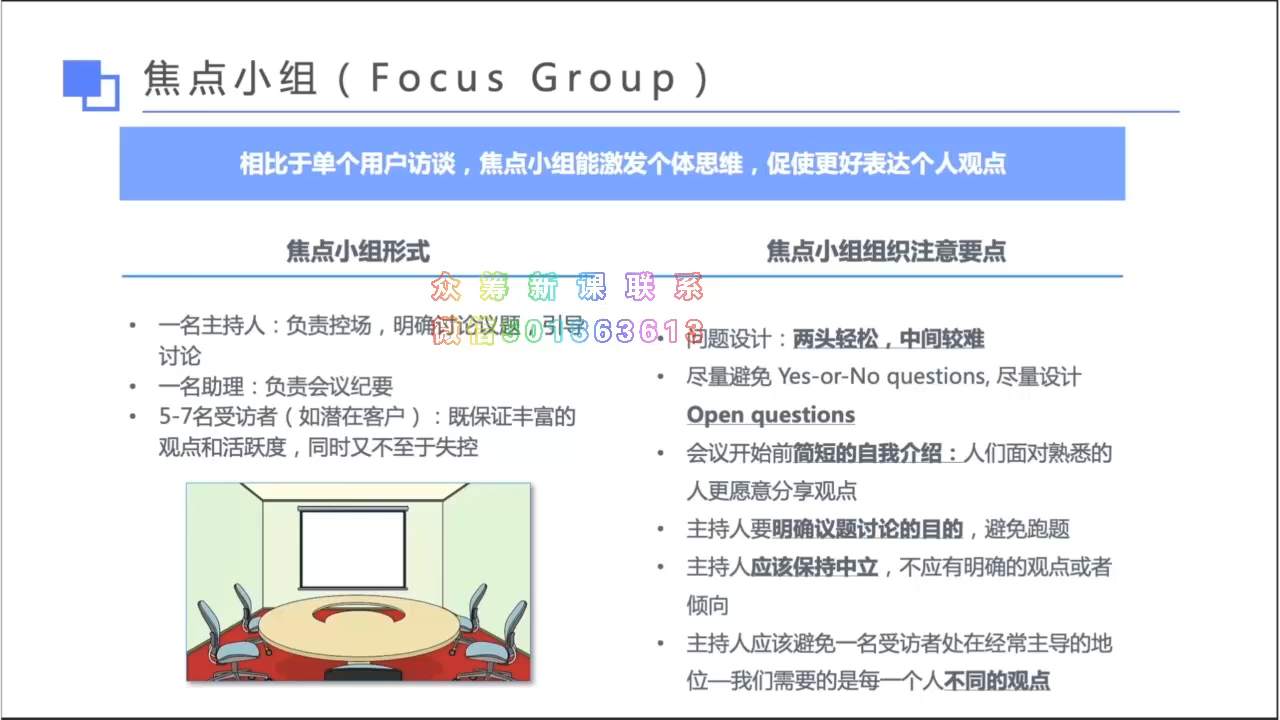 焦点小组（Focus Group）
相比于单个用户访谈，焦点小组能激发个体思维，促使更好表达个人观点
焦点小组形式
• 一名主持人：负责控场，明确讨论议题，引导
讨论
• 一名助理：负责会议纪要
• 5-7名受访者（如潜在客户）：既保证丰富的
观点和活跃度，同时又不至于失控
众筹新课联系
微信801363613
焦点小组组织注意要点
• 问题设计：两头轻松，中间较难
• 尽量避免 Yes-or-No questions, 尽量设计
Open questions
• 会议开始前简短的自我介绍：人们面对熟悉的
人更愿意分享观点
• 主持人要明确议题讨论的目的，避免跑题
• 主持人应该保持中立，不应有明确的观点或者
倾向
• 主持人应该避免一名受访者处在经常主导的地
位—我们需要的是每一个人不同的观点